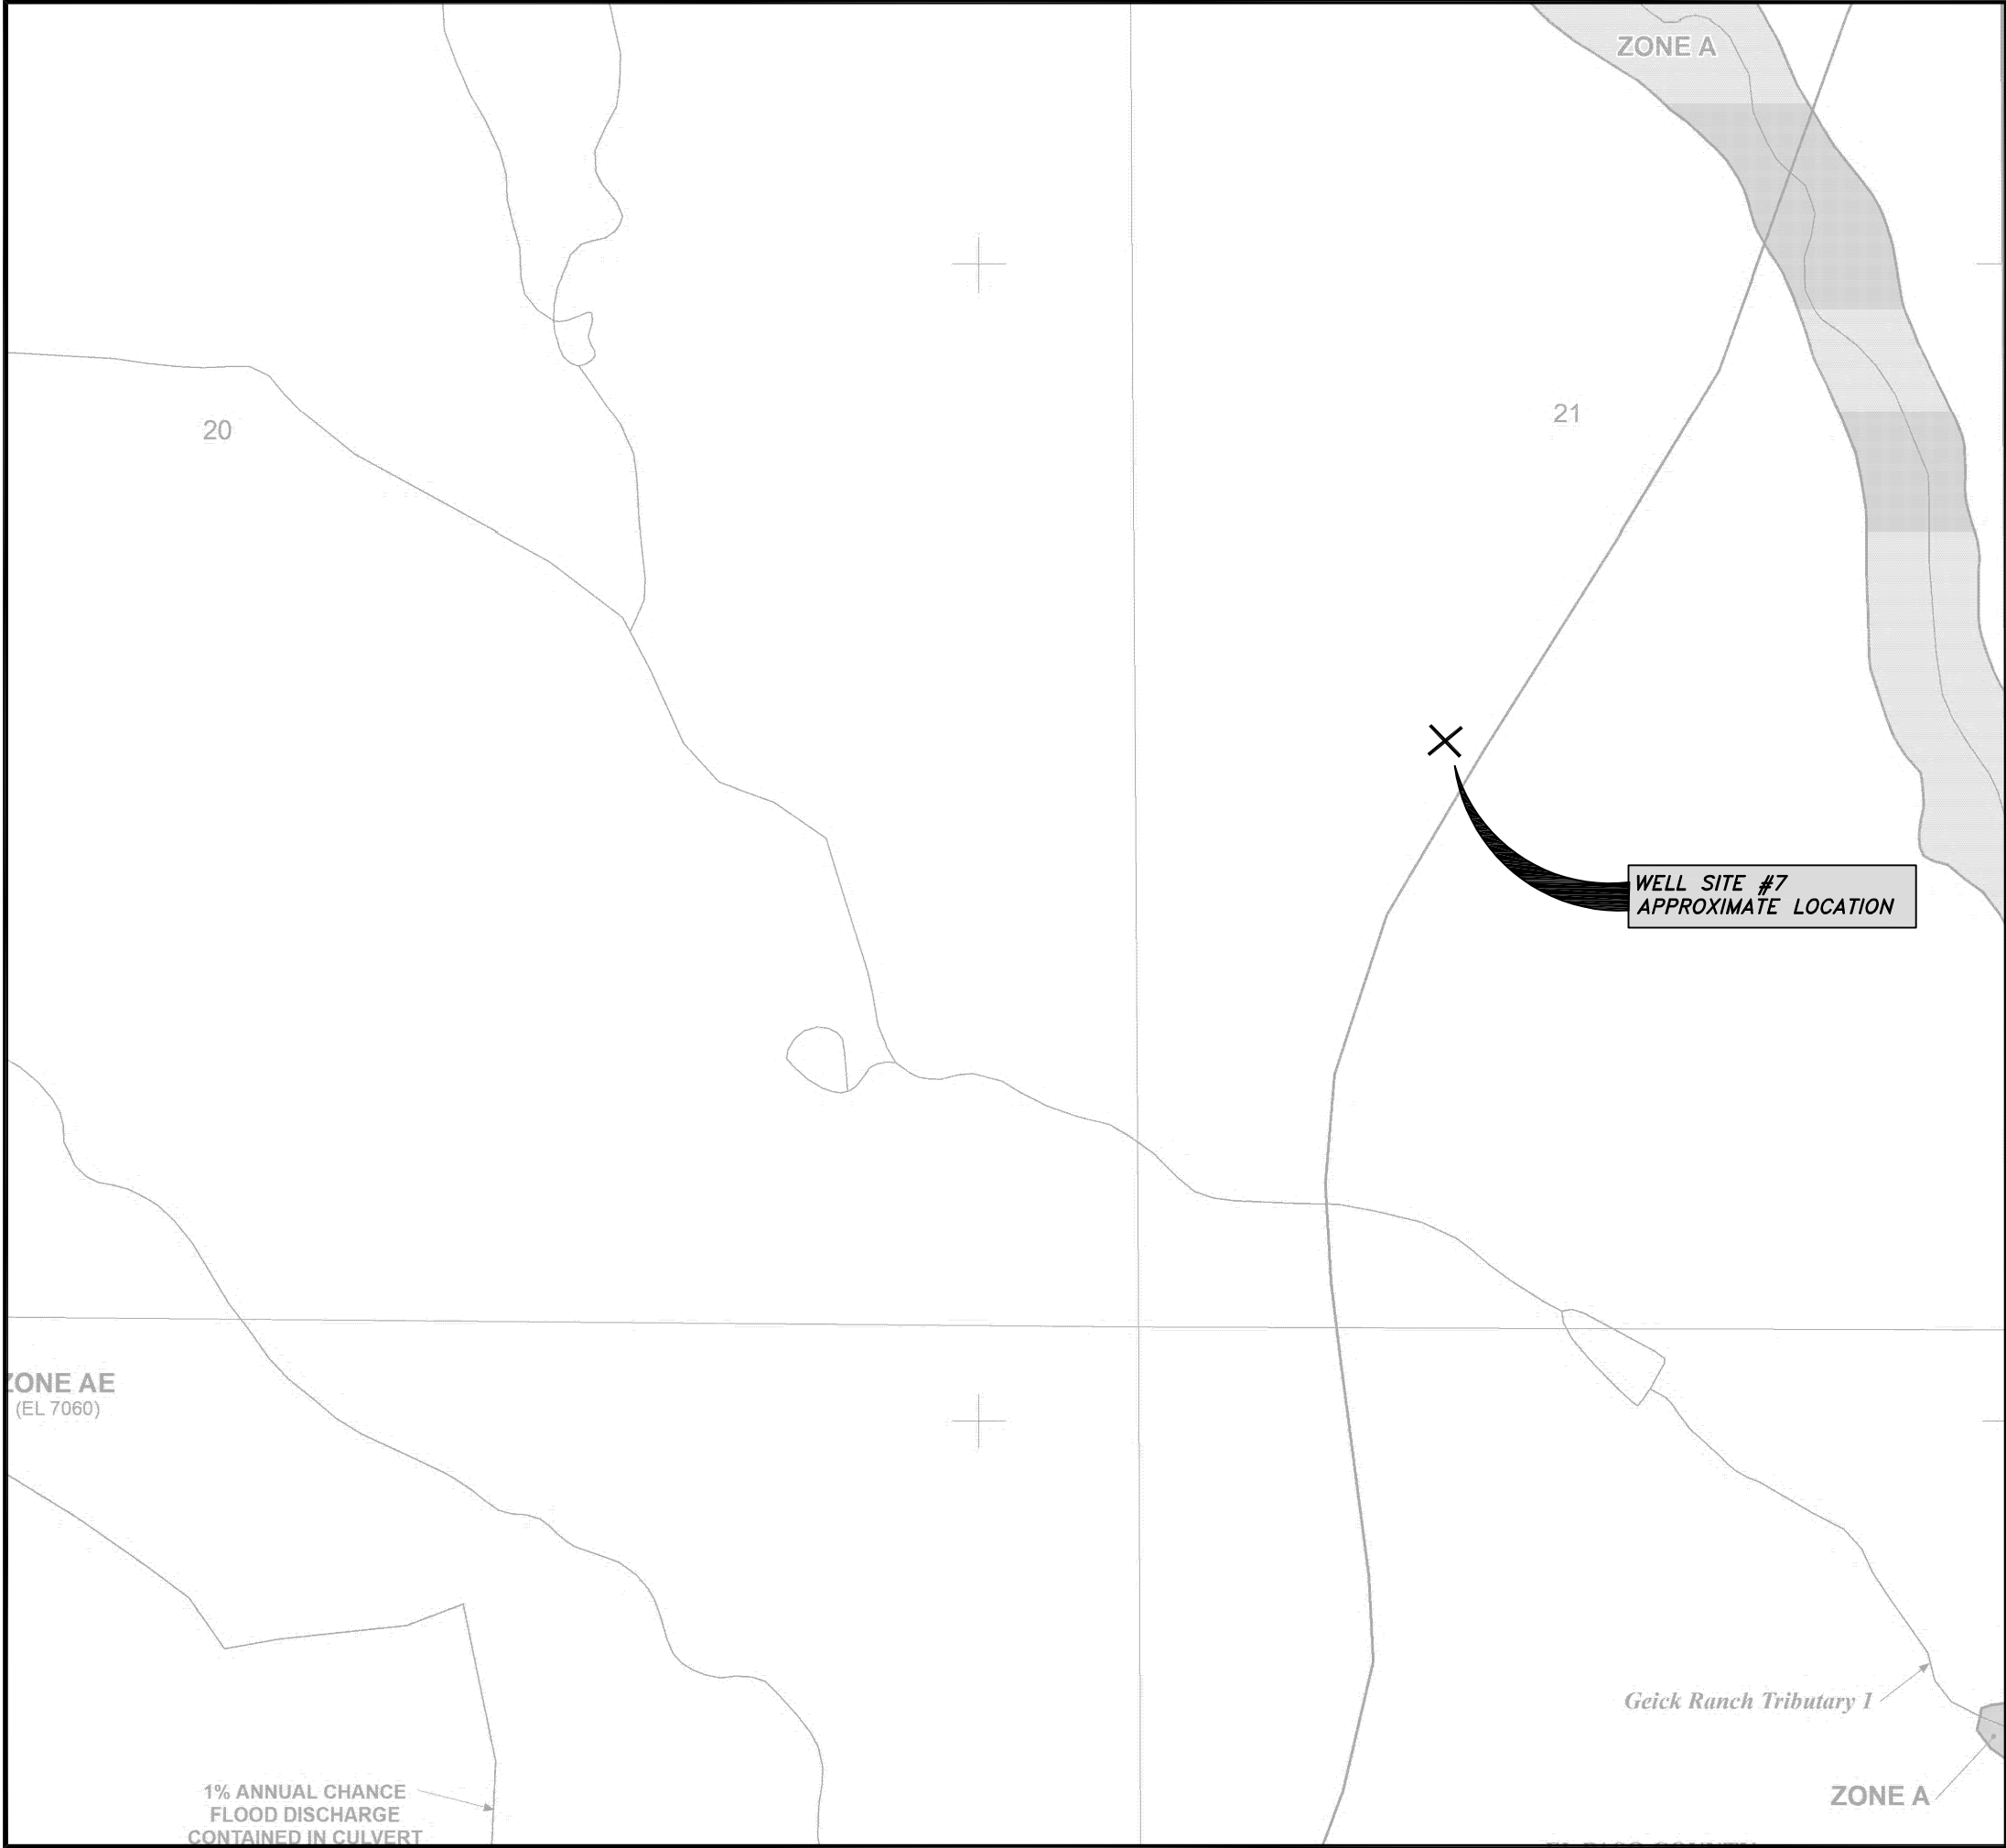 ZONE A
20
21
WELL SITE #7
APPROXIMATE LOCATION
ZONE AE
(EL 7060)
Geick Ranch Tributary 1
1% ANNUAL CHANCE
FLOOD DISCHARGE
CONTAINED IN CULVERT
ZONE A